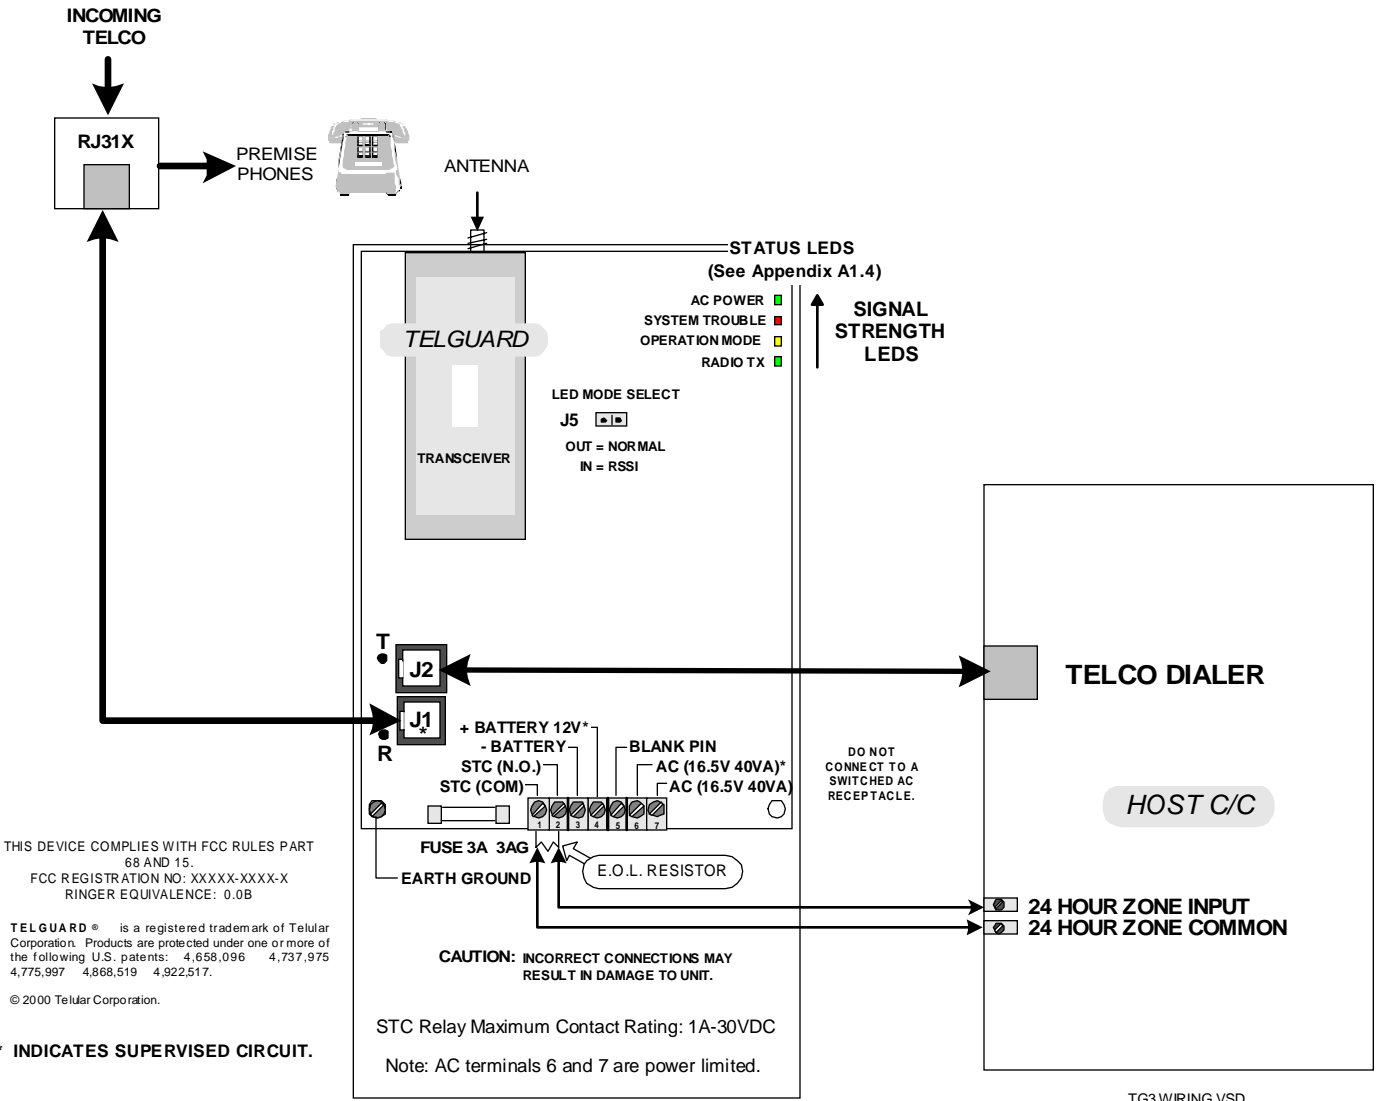 INCOMING
TELCO
RJ31X
PREMISE
PHONES
ANTENNA
STATUS LEDS
(See Appendix A1.4)
AC POWER
SYSTEM TROUBLE
OPERATION MODE
RADIO TX
SIGNAL
STRENGTH
LEDS
TELGUARD
LED MODE SELECT
J5
OUT = NORMAL
IN = RSSI
TRANSCEIVER
T
J2
J1
*
R
TELCO DIALER
+ BATTERY 12V*
- BATTERY
STC (N.O.)
STC (COM)
BLANK PIN
AC (16.5V 40VA)*
AC (16.5V 40VA)
DO NOT
CONNECT TO A
SWITCHED AC
RECEPTACLE.
HOST C/C
1 2 3 4 5 6 7
FUSE 3A 3AG
E.O.L. RESISTOR
EARTH GROUND
24 HOUR ZONE INPUT
24 HOUR ZONE COMMON
THIS DEVICE COMPLIES WITH FCC RULES PART
68 AND 15.
FCC REGISTRATION NO: XXXXX-XXXX-X
RINGER EQUIVALENCE: 0.0B
TELGUARD ® is a registered trademark of Telular
Corporation. Products are protected under one or more of
the following U.S. patents: 4,658,096 4,737,975
4,775,997 4,868,519 4,922,517.
© 2000 Telular Corporation.
* INDICATES SUPERVISED CIRCUIT.
CAUTION: INCORRECT CONNECTIONS MAY
RESULT IN DAMAGE TO UNIT.
STC Relay Maximum Contact Rating: 1A-30VDC
Note: AC terminals 6 and 7 are power limited.
TG3 WIRING.VSD